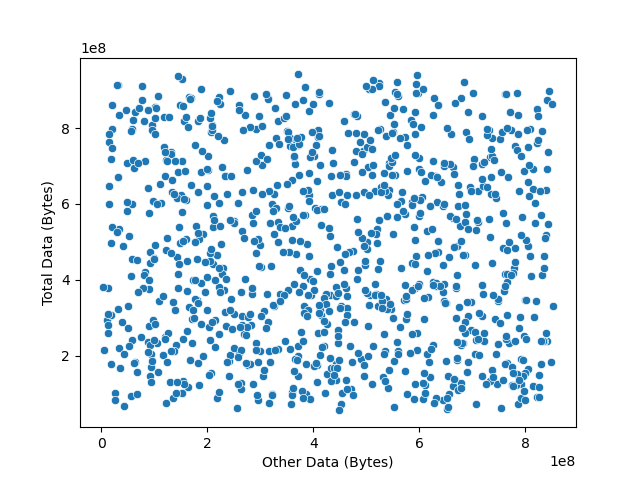 1e8
8
6
4
2
Total Data (Bytes)
0 2 4 6 8
1e8
Other Data (Bytes)